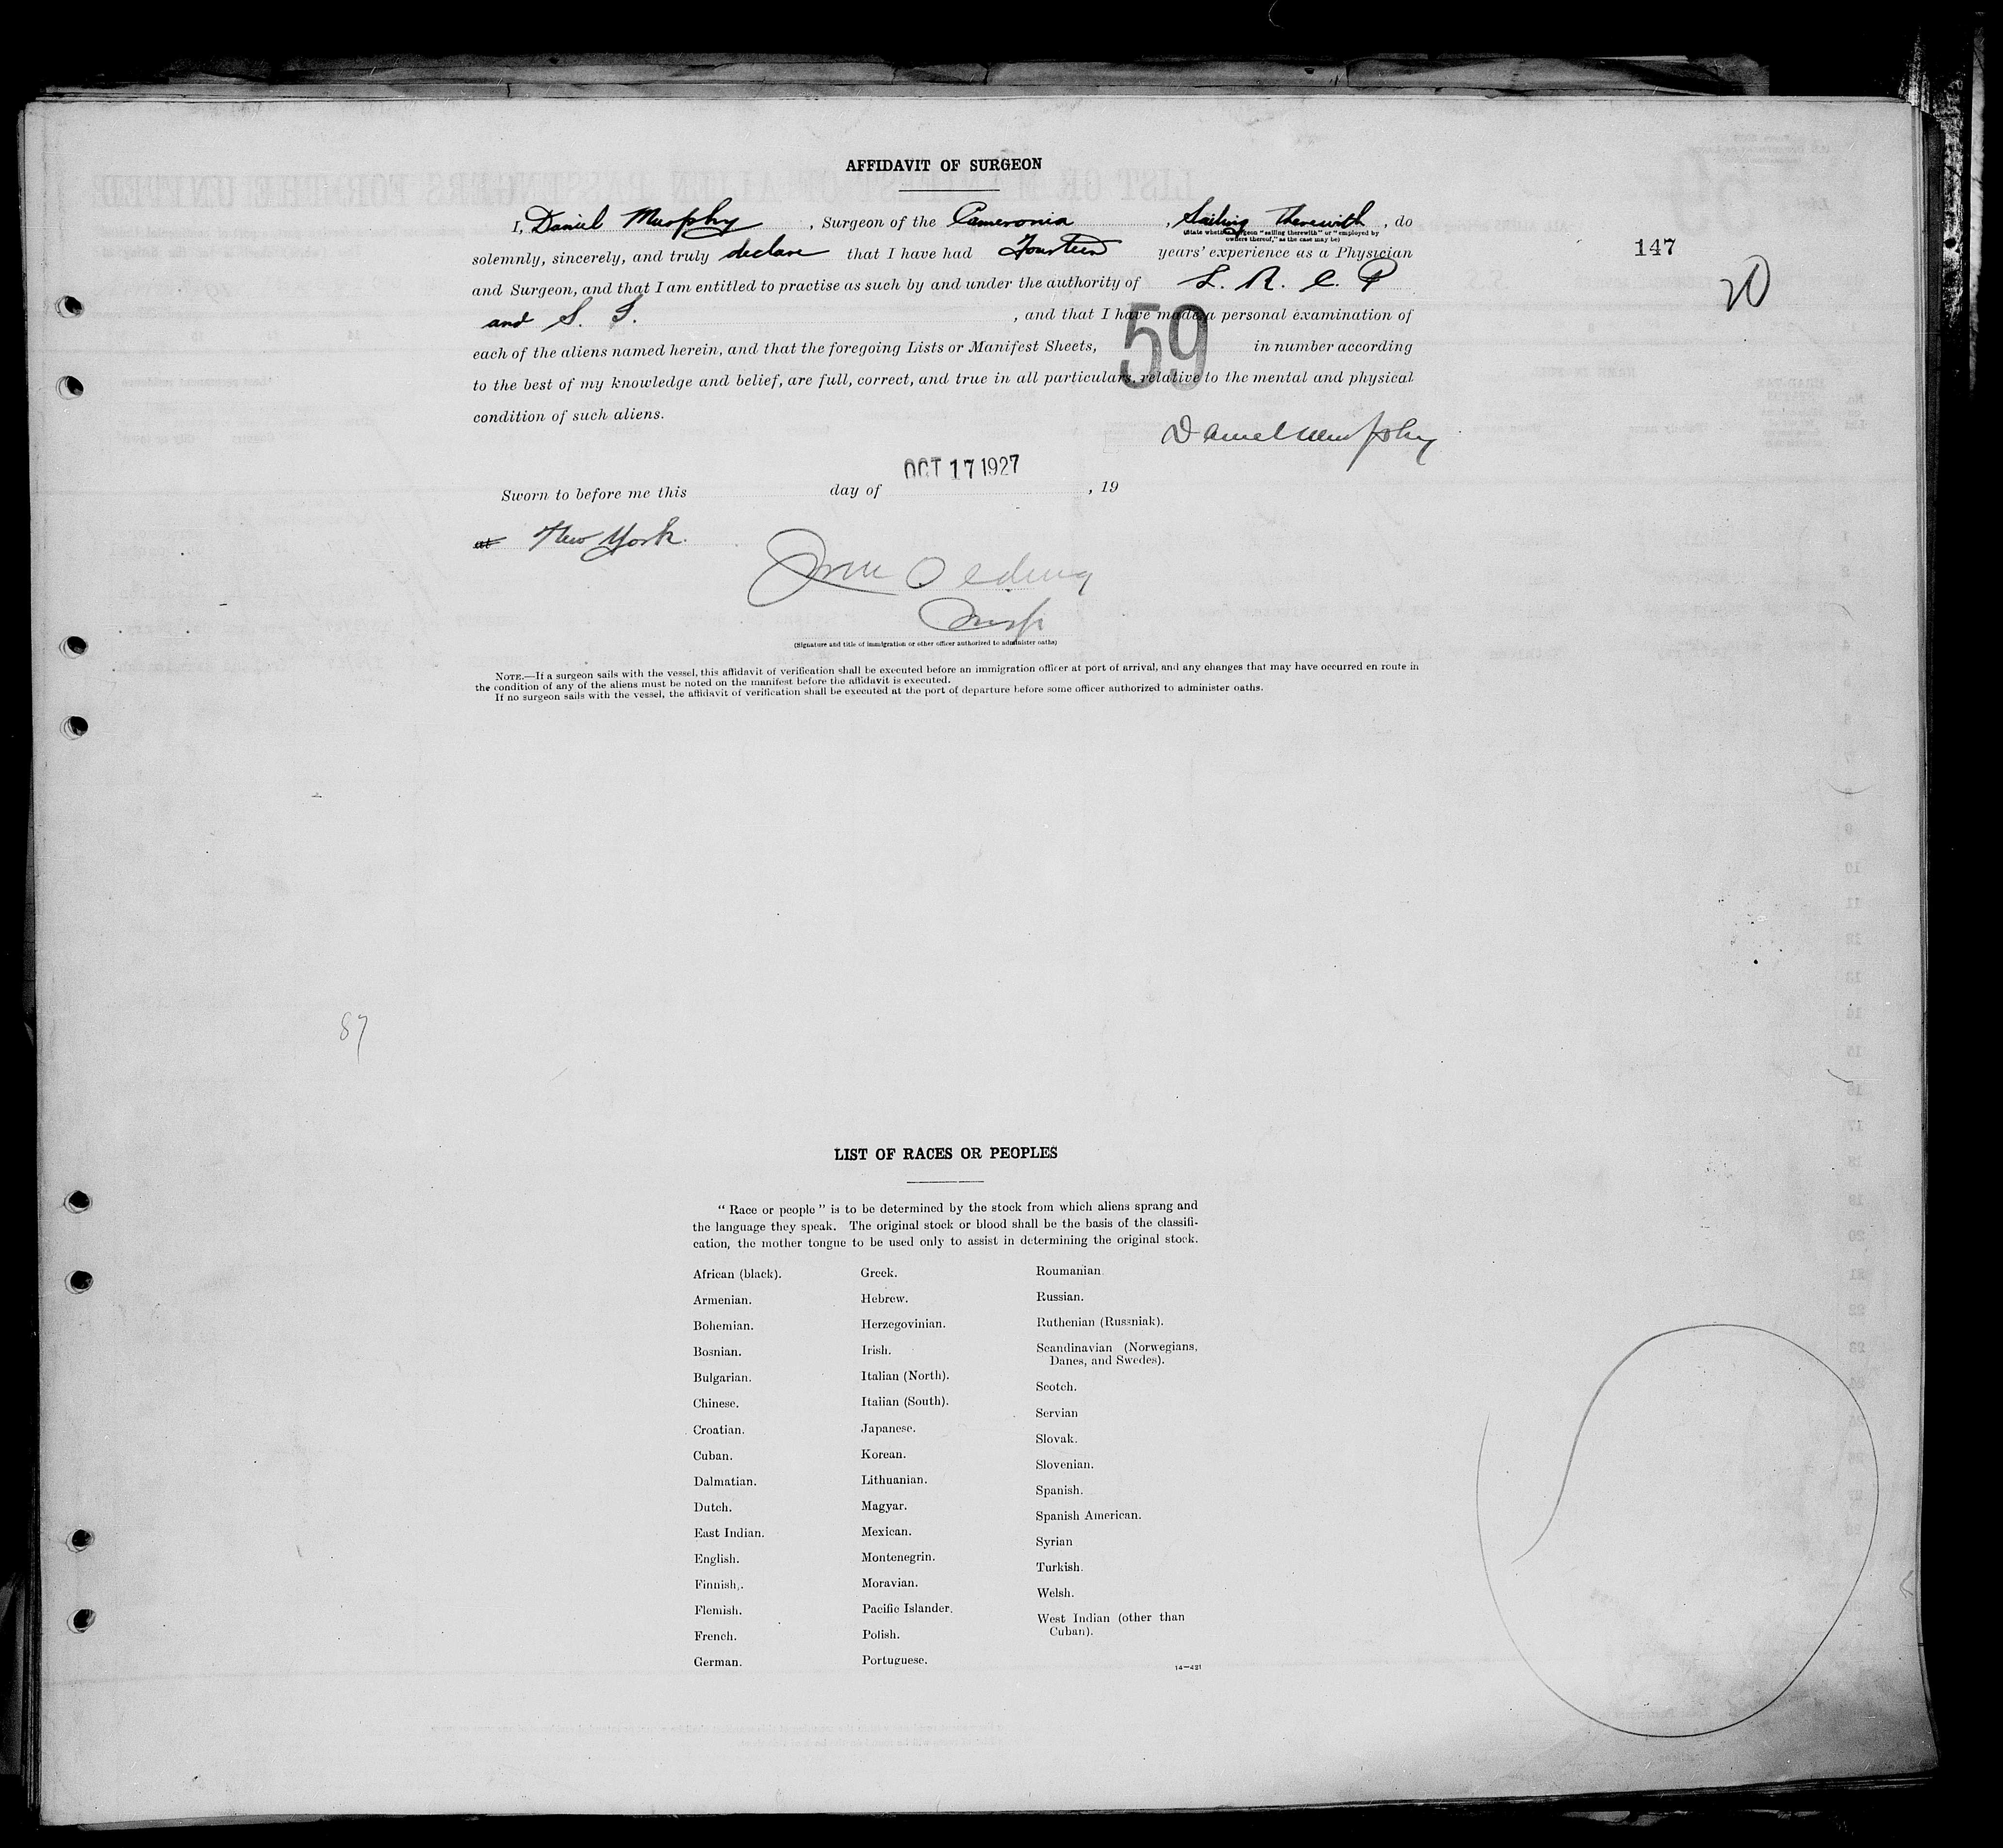 AFFIDAVIT OF SURGEON
I, Daniel Murphy, Surgeon of the Cameronia, Sailing therewith, do
(State whether surgeon "sailing therewith" or "employed by
owners thereof," as the case may be)
147
solemnly, sincerely, and truly declare that I have had Fourteen years' experience as a Physician
and Surgeon, and that I am entitled to practise as such by and under the authority of L. R. C. P
and S. I., and that I have made a personal examination of
each of the aliens named herein, and that the foregoing Lists or Manifest Sheets, 59 in number according
to the best of my knowledge and belief, are full, correct, and true in all particulars, relative to the mental and physical
condition of such aliens.
Daniel Murphy
OCT 17 1927
Sworn to before me this day of , 19
at New York.
Insp
(Signature and title of immigration or other officer authorized to administer oaths)
NOTE.—If a surgeon sails with the vessel, this affidavit of verification shall be executed before an immigration officer at port of arrival, and any changes that may have occurred en route in
the condition of any of the aliens must be noted on the manifest before the affidavit is executed.
If no surgeon sails with the vessel, the affidavit of verification shall be executed at the port of departure before some officer authorized to administer oaths.
87
LIST OF RACES OR PEOPLES
"Race or people" is to be determined by the stock from which aliens sprang and
the language they speak. The original stock or blood shall be the basis of the classifi-
cation, the mother tongue to be used only to assist in determining the original stock.
African (black).
Armenian.
Bohemian.
Bosnian.
Bulgarian.
Chinese.
Croatian.
Cuban.
Dalmatian.
Dutch.
East Indian.
English.
Finnish.
Flemish.
French.
German.
Greek.
Hebrew.
Herzegovinian.
Irish.
Italian (North).
Italian (South).
Japanese.
Korean.
Lithuanian.
Magyar.
Mexican.
Montenegrin.
Moravian.
Pacific Islander.
Polish.
Portuguese.
Roumanian.
Russian.
Ruthenian (Russniak).
Scandinavian (Norwegians,
Danes, and Swedes).
Scotch.
Servian
Slovak.
Slovenian.
Spanish.
Spanish American.
Syrian
Turkish.
Welsh.
West Indian (other than
Cuban).
14—421